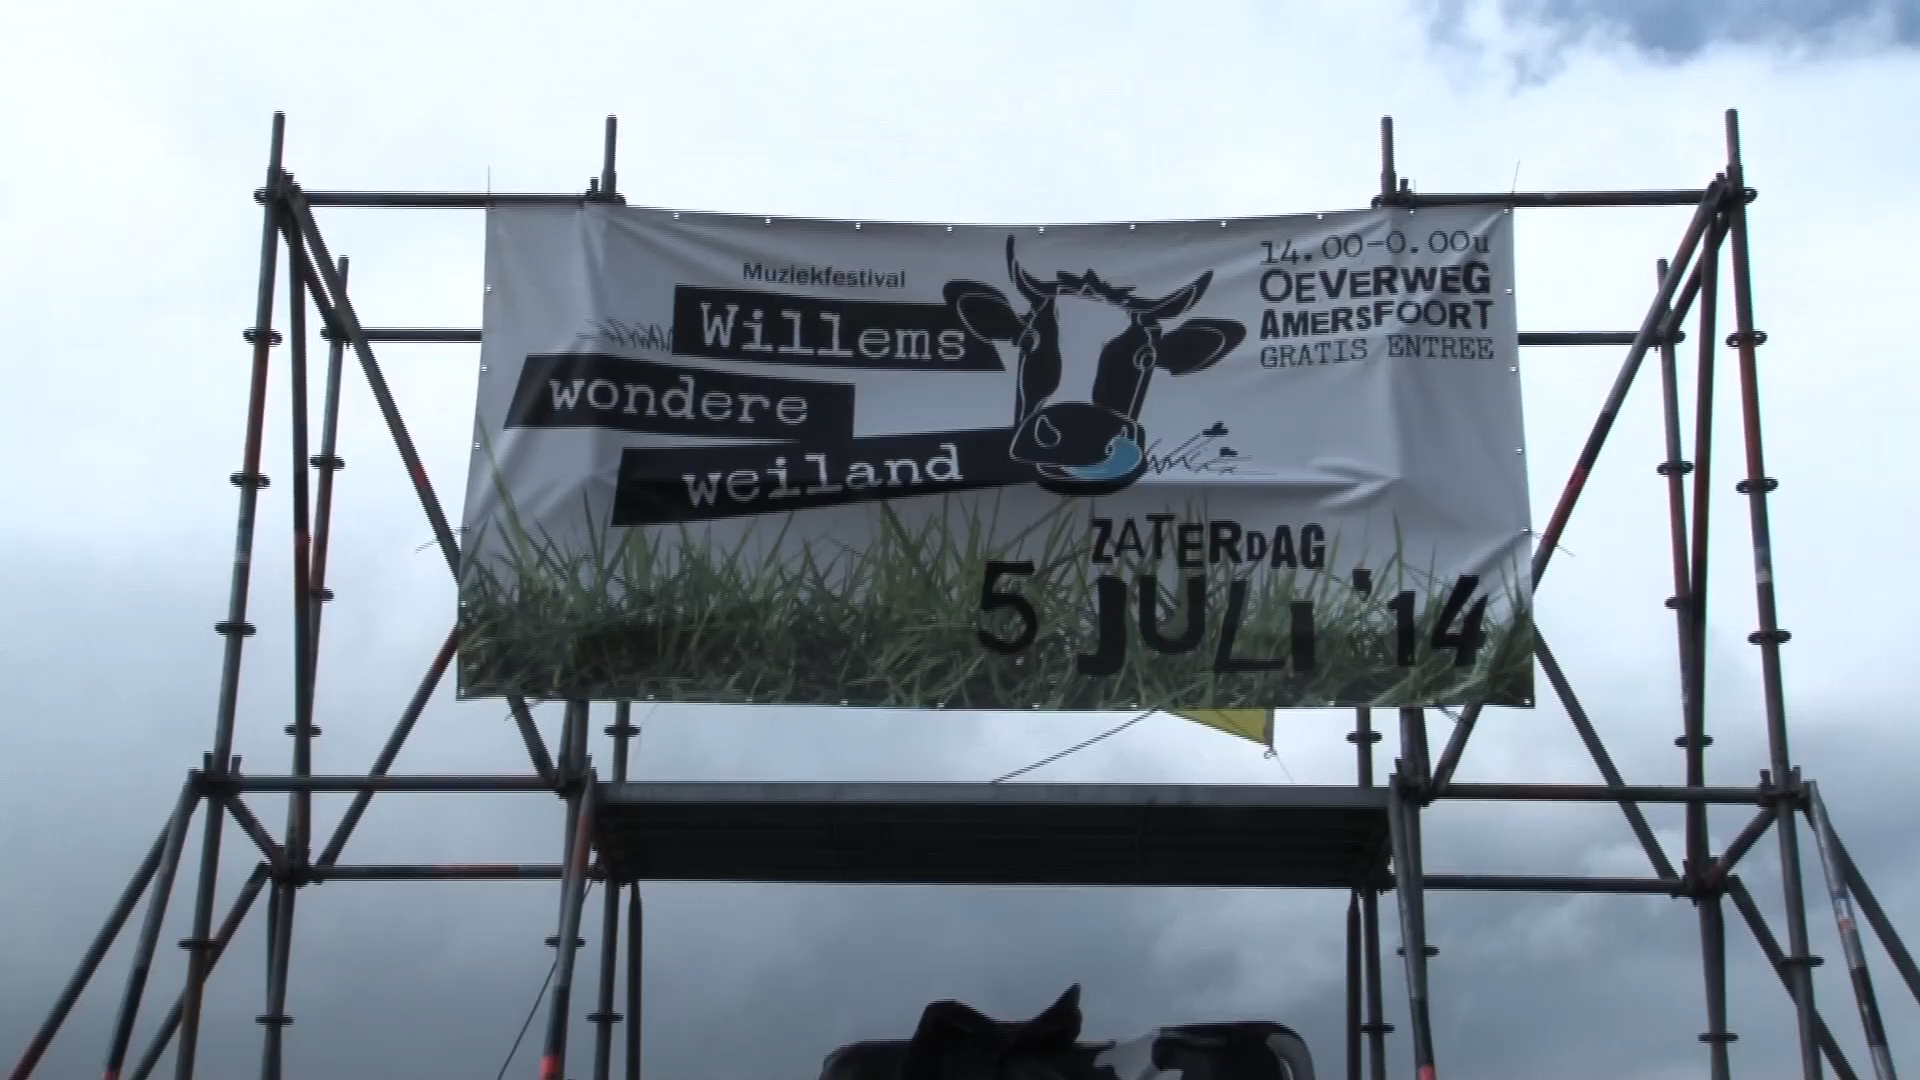 Muziekfestival
Willems
wondere
weiland
14.00-0.00u
OEVERWEG
AMERSFOORT
GRATIS ENTREE
ZATERDAG
5 JULI '14